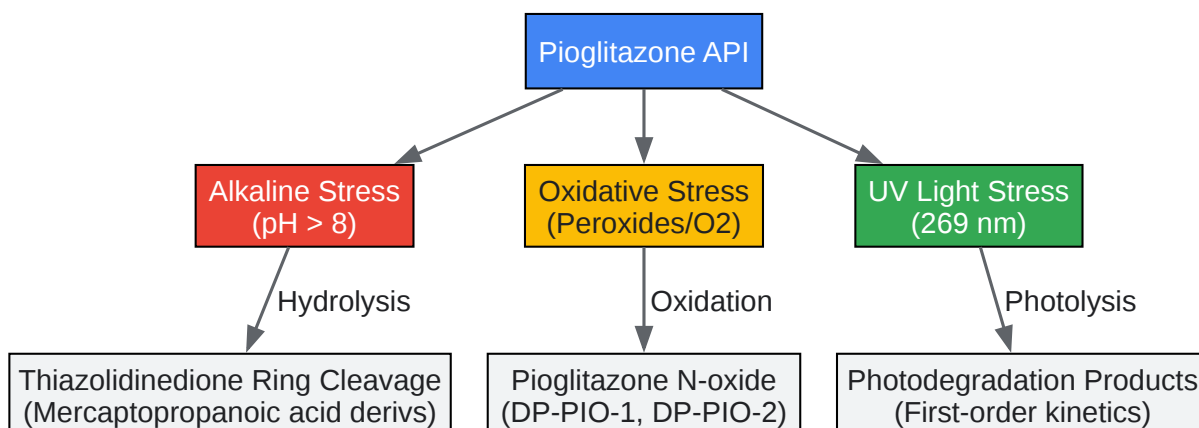 Pioglitazone API
Alkaline Stress
(pH > 8)
Oxidative Stress
(Peroxides/O2)
UV Light Stress
(269 nm)
Hydrolysis
Oxidation
Photolysis
Thiazolidinedione Ring Cleavage
(Mercaptopropanoic acid derivs)
Pioglitazone N-oxide
(DP-PIO-1, DP-PIO-2)
Photodegradation Products
(First-order kinetics)